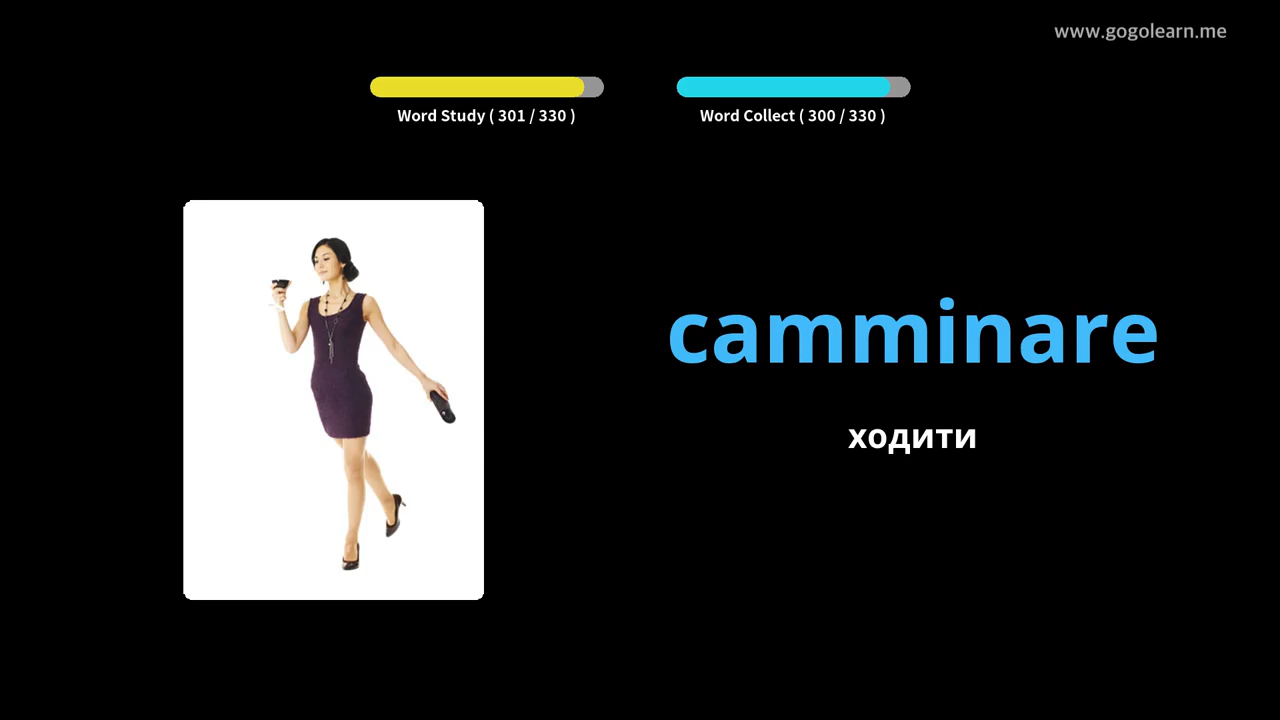 www.gogolearn.me
Word Study ( 301 / 330 )
Word Collect ( 300 / 330 )
camminare
ходити